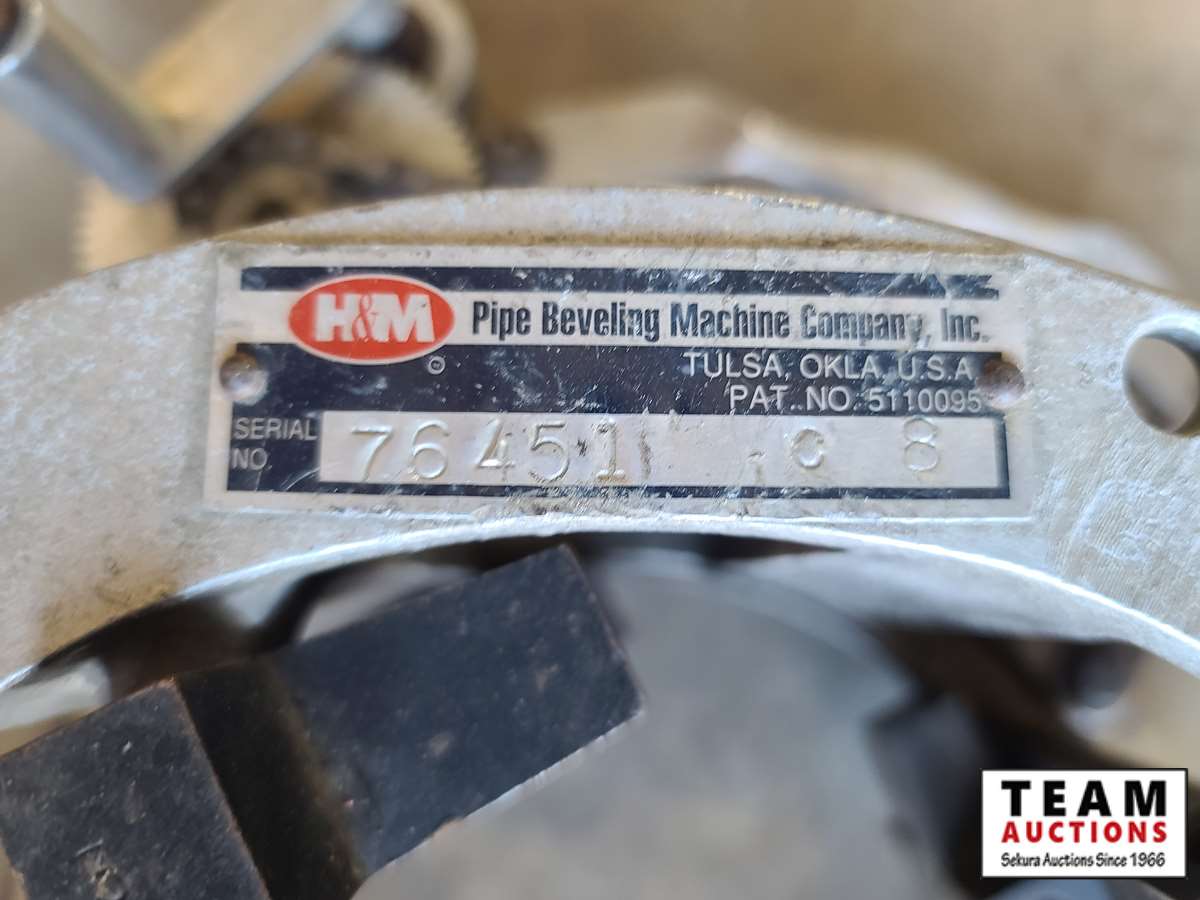 H&M Pipe Beveling Machine Company, Inc.
©
TULSA, OKLA, U.S.A
PAT. NO. 5110095
SERIAL NO. 76451 8
TEAM
AUCTIONS
Sekura Auctions Since 1966